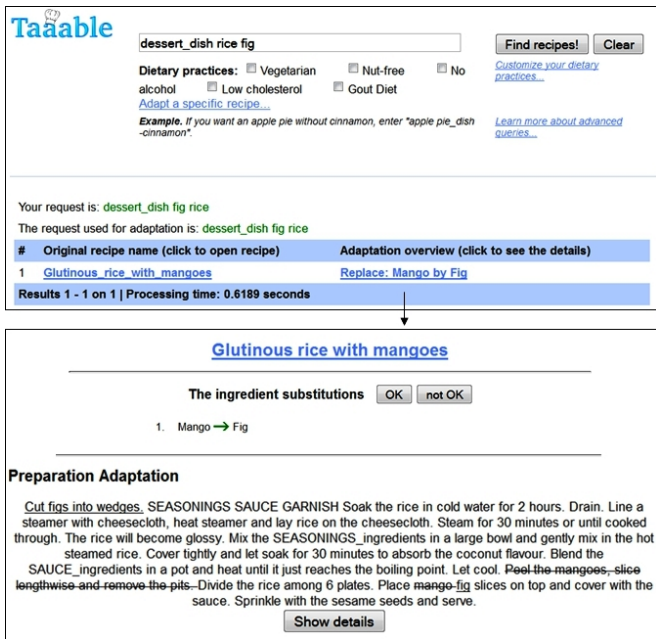 Taaable
dessert_dish rice fig
Find recipes! Clear
Dietary practices: Vegetarian Nut-free No
alcohol Low cholesterol Gout Diet
Customize your dietary
practices...
Adapt a specific recipe...
Example. If you want an apple pie without cinnamon, enter "apple pie_dish
-cinnamon".
Learn more about advanced
queries...
Your request is: dessert_dish fig rice
The request used for adaptation is: dessert_dish fig rice
# Original recipe name (click to open recipe) Adaptation overview (click to see the details)
1 Glutinous_rice_with_mangoes Replace: Mango by Fig
Results 1 - 1 on 1 | Processing time: 0.6189 seconds
Glutinous rice with mangoes
The ingredient substitutions OK not OK
1. Mango → Fig
Preparation Adaptation
Cut figs into wedges. SEASONINGS SAUCE GARNISH Soak the rice in cold water for 2 hours. Drain. Line a
steamer with cheesecloth, heat steamer and lay rice on the cheesecloth. Steam for 30 minutes or until cooked
through. The rice will become glossy. Mix the SEASONINGS_ingredients in a large bowl and gently mix in the hot
steamed rice. Cover tightly and let soak for 30 minutes to absorb the coconut flavour. Blend the
SAUCE_ingredients in a pot and heat until it just reaches the boiling point. Let cool. Peel the mangoes, slice
lengthwise and remove the pits. Divide the rice among 6 plates. Place mango fig slices on top and cover with the
sauce. Sprinkle with the sesame seeds and serve.
Show details